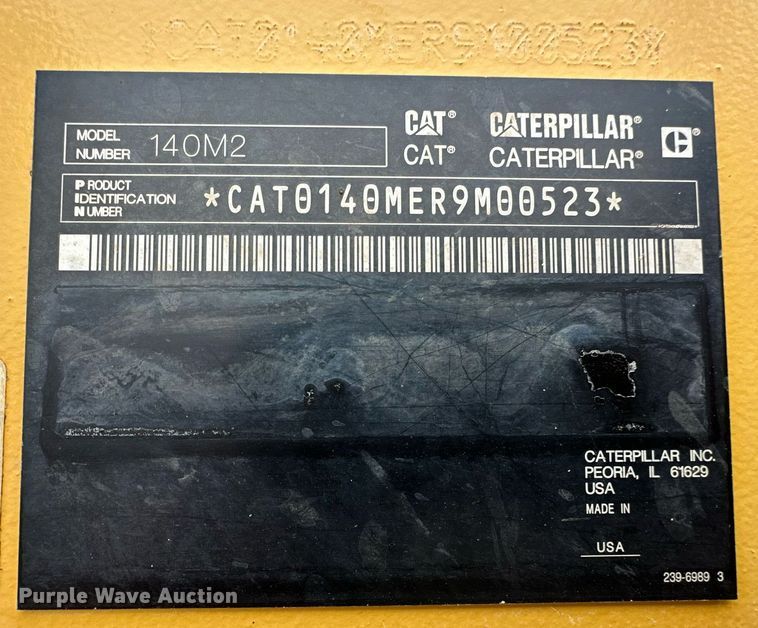 *CAT0140MER9M00523*
CAT® CATERPILLAR®
CAT® CATERPILLAR® C®
MODEL NUMBER 140M2
PRODUCT IDENTIFICATION NUMBER *CAT0140MER9M00523*
CATERPILLAR INC.
PEORIA, IL 61629
USA
MADE IN
USA
239-6989 3
Purple Wave Auction